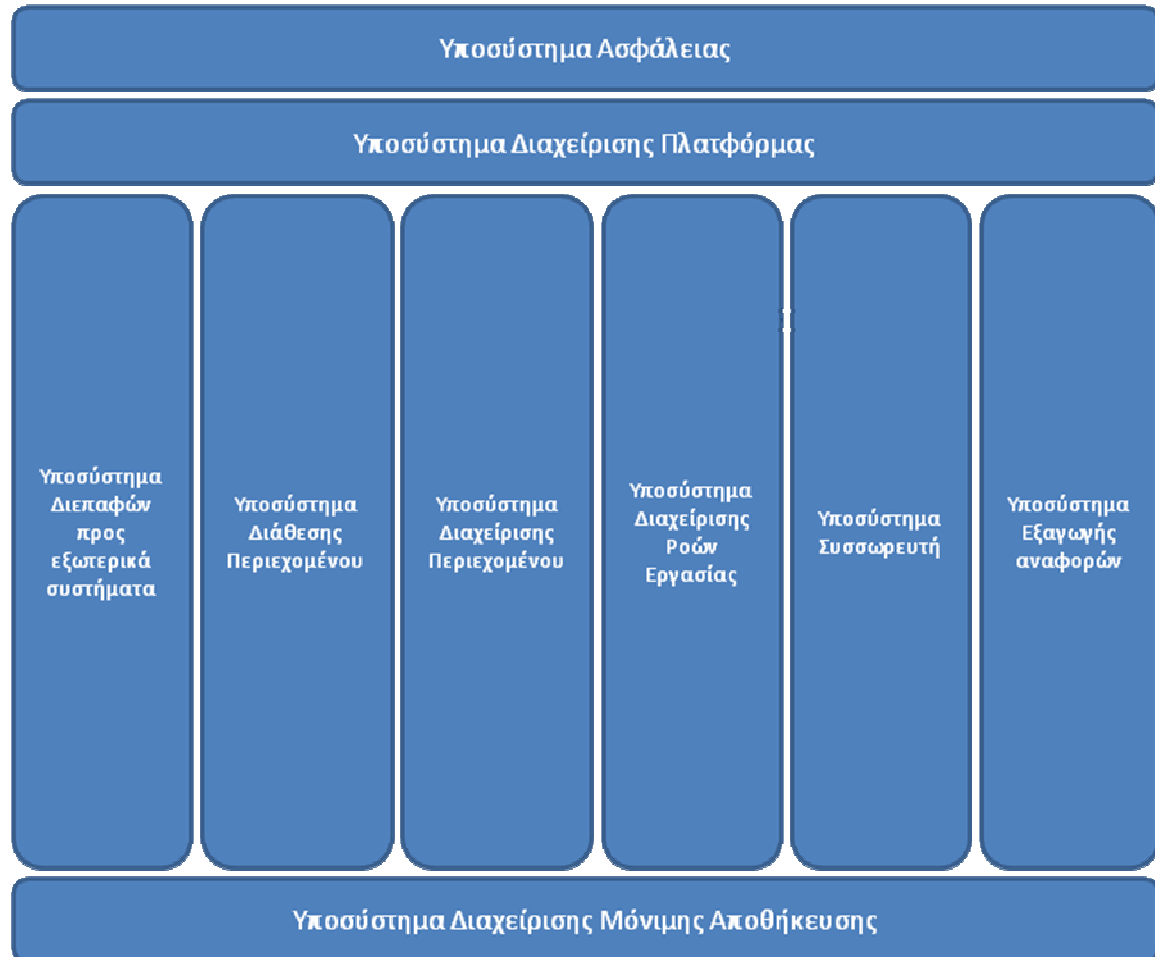 Υποσύστημα Ασφάλειας
Υποσύστημα Διαχείρισης Πλατφόρμας
Υποσύστημα
Διεπαφών
προς
εξωτερικά
συστήματα
Υποσύστημα
Διάθεσης
Περιεχομένου
Υποσύστημα
Διαχείρισης
Περιεχομένου
Υποσύστημα
Διαχείρισης
Ροών
Εργασίας
Υποσύστημα
Συσσωρευτή
Υποσύστημα
Εξαγωγής
αναφορών
Υποσύστημα Διαχείρισης Μόνιμης Αποθήκευσης